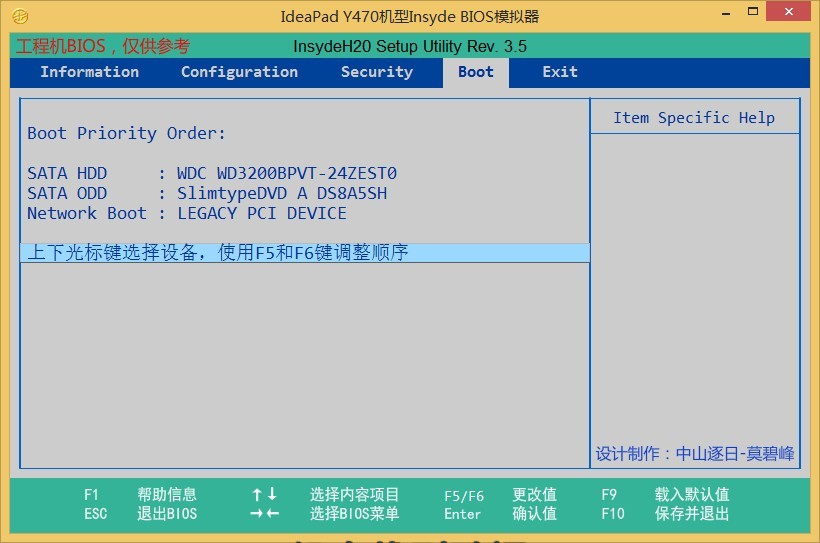 IdeaPad Y470机型Insyde BIOS模拟器
工程机BIOS，仅供参考
InsydeH20 Setup Utility Rev. 3.5
Information Configuration Security Boot Exit
Boot Priority Order:
SATA HDD : WDC WD3200BPVT-24ZEST0
SATA ODD : SlimtypeDVD A DS8A5SH
Network Boot : LEGACY PCI DEVICE
上下光标键选择设备，使用F5和F6键调整顺序
Item Specific Help
设计制作：中山逐日-莫碧峰
F1 帮助信息 ↑↓ 选择内容项目 F5/F6 更改值 F9 载入默认值
ESC 退出BIOS →← 选择BIOS菜单 Enter 确认值 F10 保存并退出